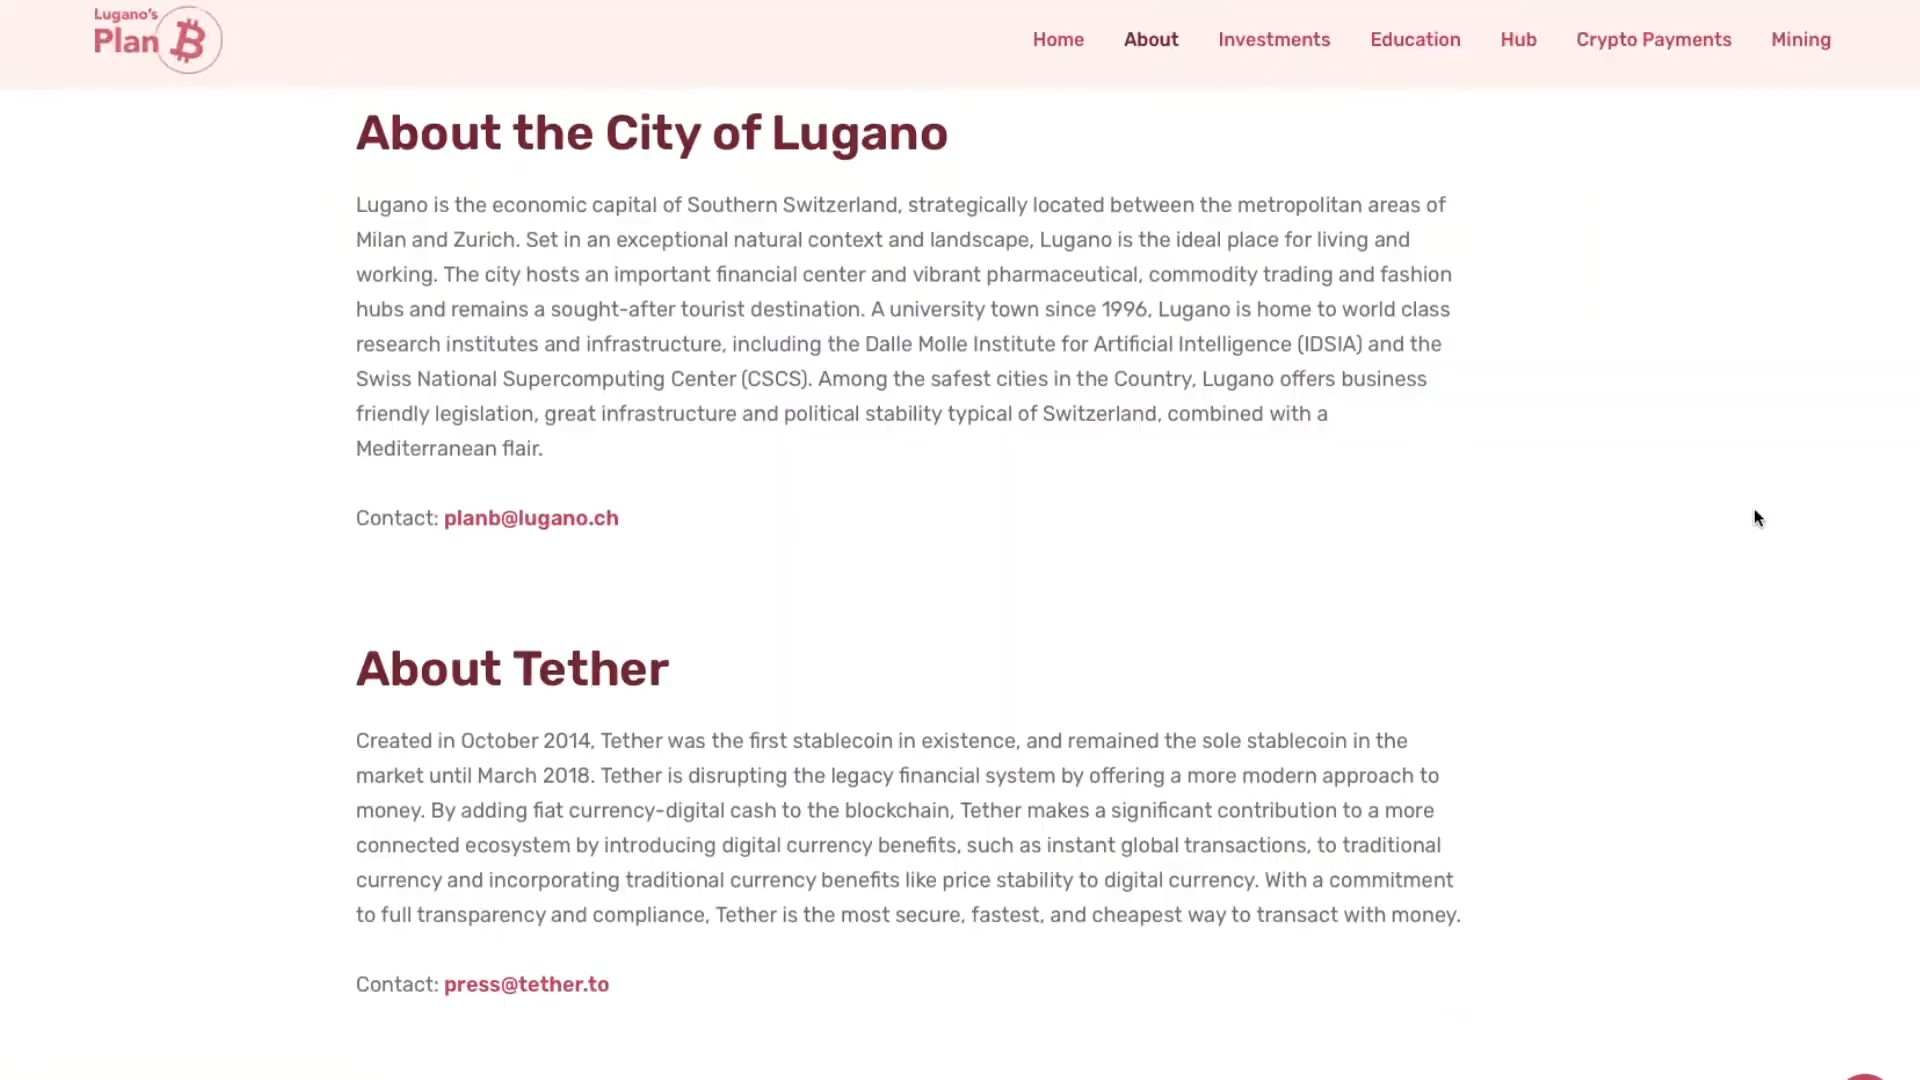 Lugano's
Plan
Home About Investments Education Hub Crypto Payments Mining
About the City of Lugano
Lugano is the economic capital of Southern Switzerland, strategically located between the metropolitan areas of
Milan and Zurich. Set in an exceptional natural context and landscape, Lugano is the ideal place for living and
working. The city hosts an important financial center and vibrant pharmaceutical, commodity trading and fashion
hubs and remains a sought-after tourist destination. A university town since 1996, Lugano is home to world class
research institutes and infrastructure, including the Dalle Molle Institute for Artificial Intelligence (IDSIA) and the
Swiss National Supercomputing Center (CSCS). Among the safest cities in the Country, Lugano offers business
friendly legislation, great infrastructure and political stability typical of Switzerland, combined with a
Mediterranean flair.
Contact: planb@lugano.ch
About Tether
Created in October 2014, Tether was the first stablecoin in existence, and remained the sole stablecoin in the
market until March 2018. Tether is disrupting the legacy financial system by offering a more modern approach to
money. By adding fiat currency-digital cash to the blockchain, Tether makes a significant contribution to a more
connected ecosystem by introducing digital currency benefits, such as instant global transactions, to traditional
currency and incorporating traditional currency benefits like price stability to digital currency. With a commitment
to full transparency and compliance, Tether is the most secure, fastest, and cheapest way to transact with money.
Contact: press@tether.to